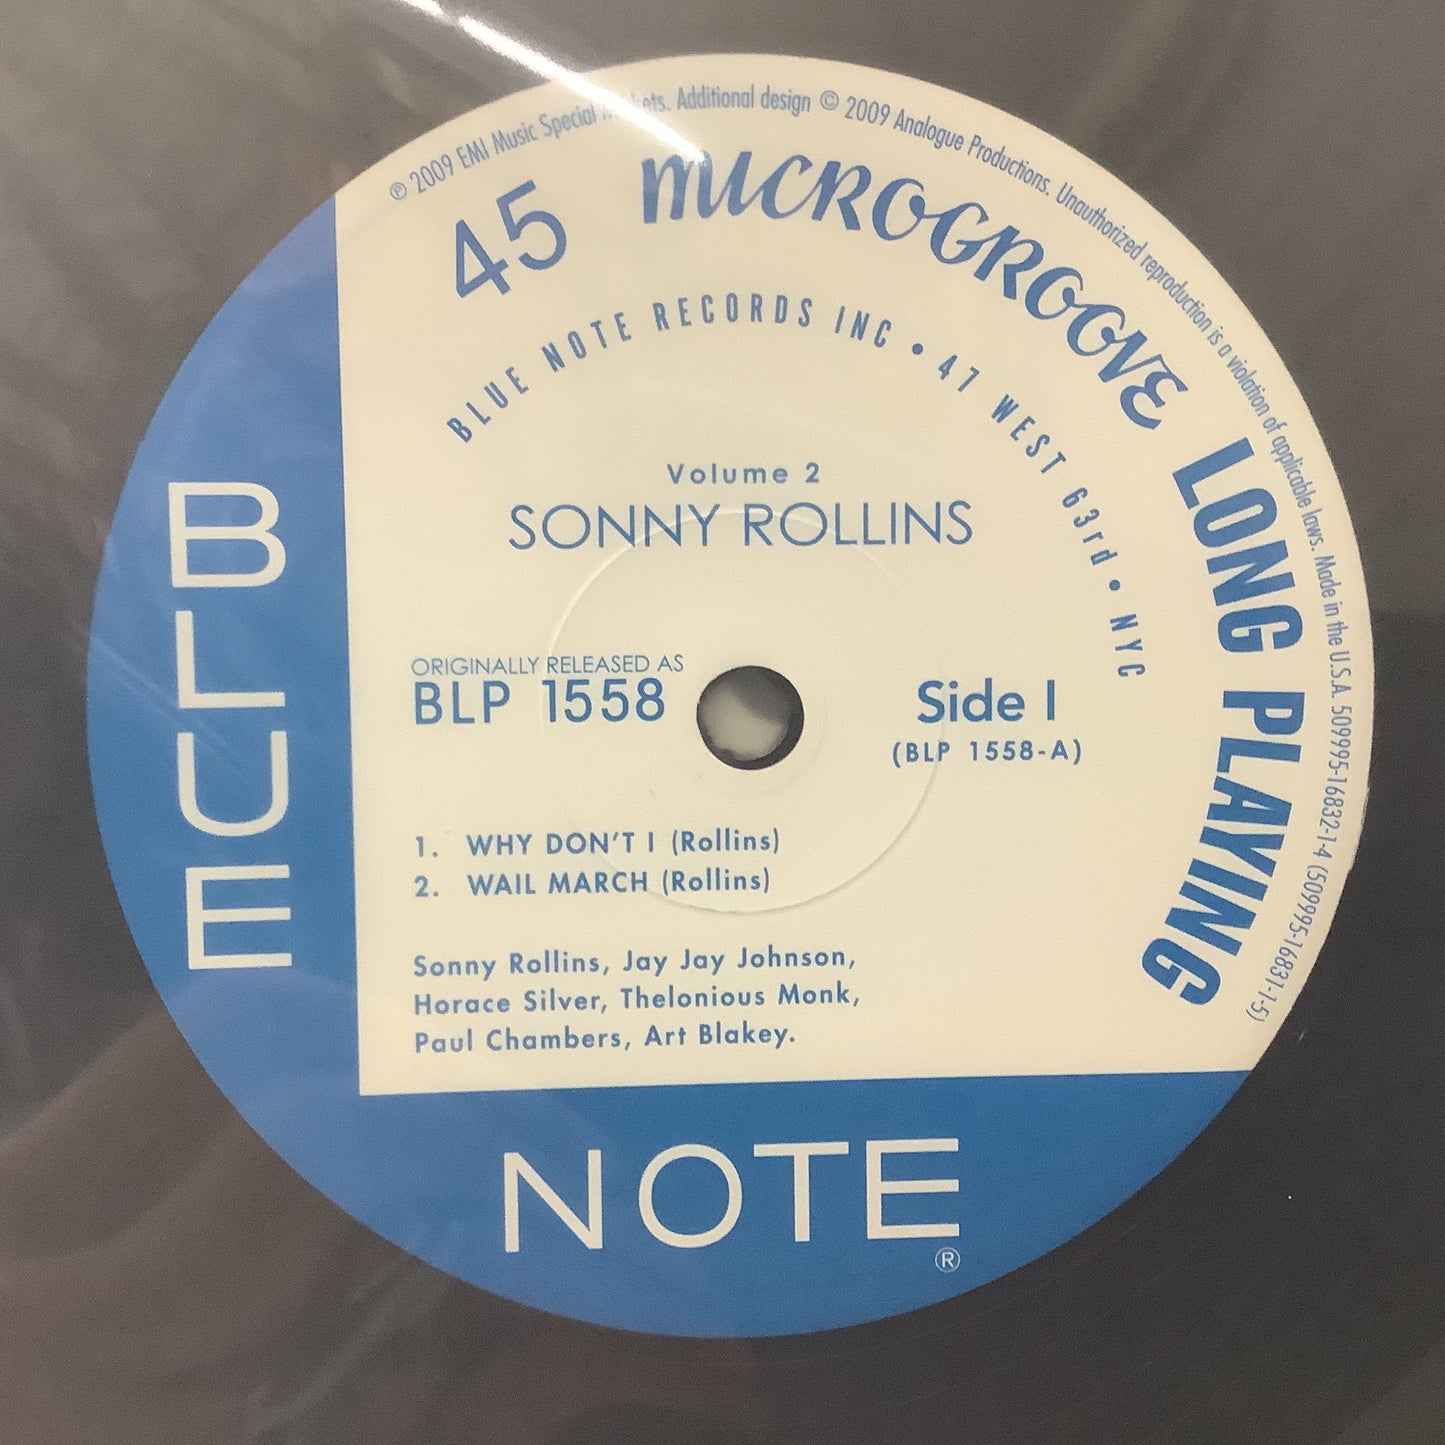 ℗ 2009 EMI Music Special Markets. Additional design © 2009 Analogue Productions. Unauthorized reproduction is a violation of applicable laws. Made in the U.S.A. 509995-16832-1-4 (509995-16831-1-5)
45 MICROGROOVE LONG PLAYING
BLUE NOTE RECORDS INC • 47 WEST 63rd • NYC
Volume 2
SONNY ROLLINS
ORIGINALLY RELEASED AS
BLP 1558
Side I
(BLP 1558-A)
1. WHY DON'T I (Rollins)
2. WAIL MARCH (Rollins)
Sonny Rollins, Jay Jay Johnson,
Horace Silver, Thelonious Monk,
Paul Chambers, Art Blakey.
BLUE
NOTE®